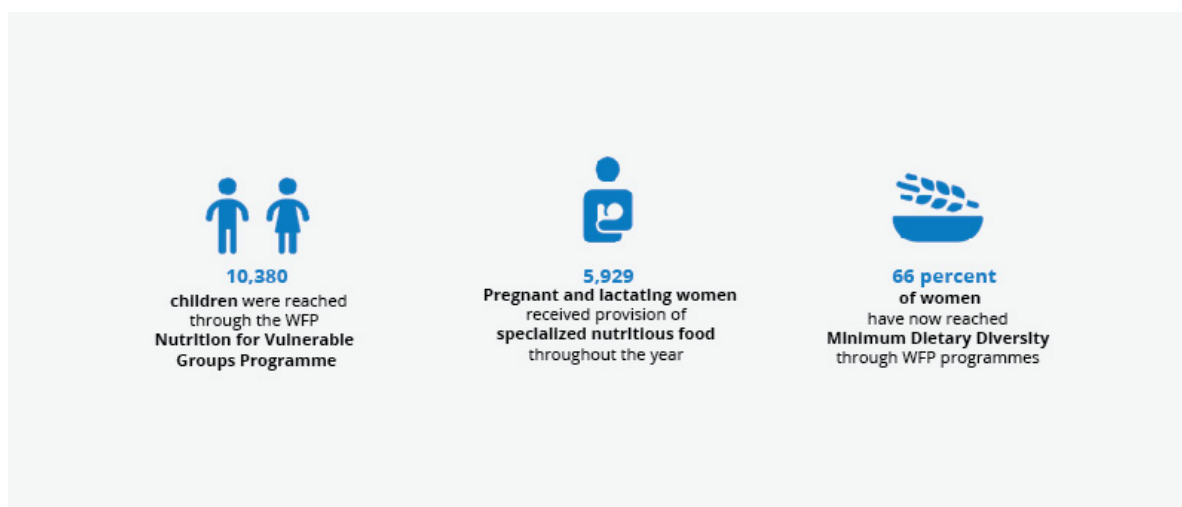 10,380
children were reached
through the WFP
Nutrition for Vulnerable
Groups Programme
5,929
Pregnant and lactating women
received provision of
specialized nutritious food
throughout the year
66 percent
of women
have now reached
Minimum Dietary Diversity
through WFP programmes